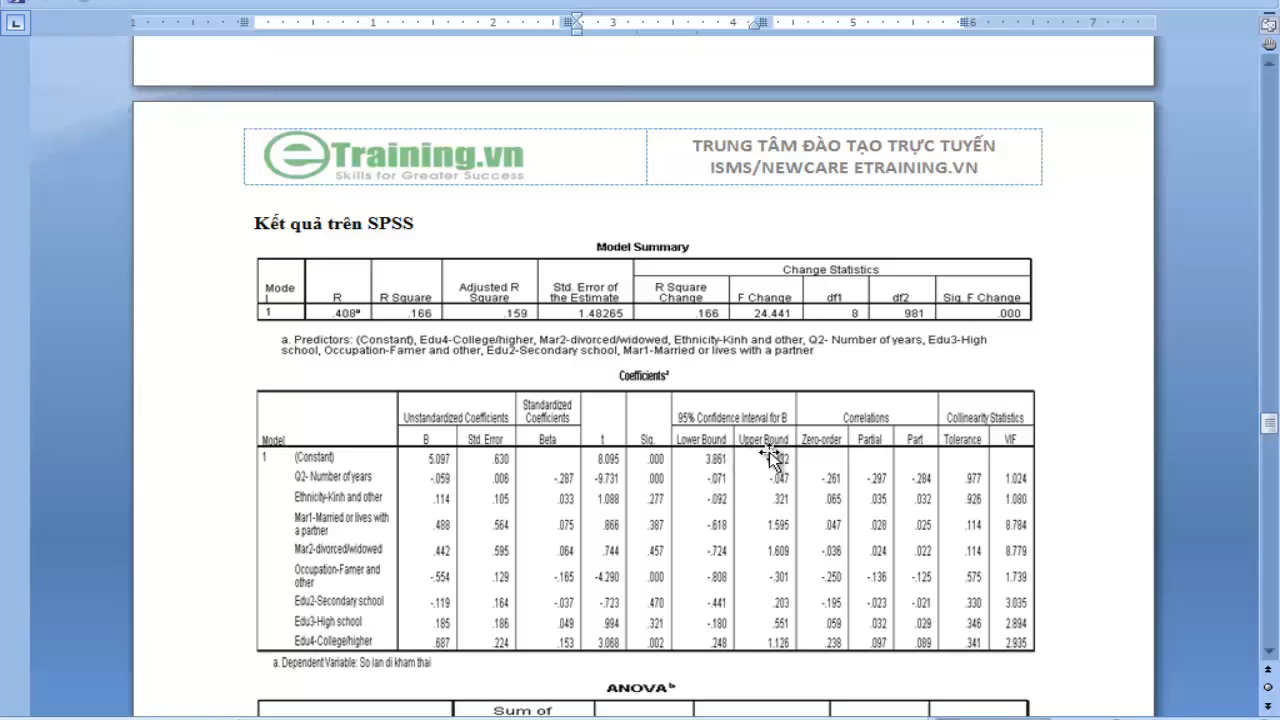 1 1 2 3 4 5 6 7
eTraining.vn
Skills for Greater Success
TRUNG TÂM ĐÀO TẠO TRỰC TUYẾN
ISMS/NEWCARE ETRAINING.VN
Kết quả trên SPSS
Model Summary
Change Statistics
Mode
l R R Square Adjusted R Square Std. Error of the Estimate R Square Change F Change df1 df2 Sig. F Change
1 .408ᵃ .166 .159 1.48265 .166 24.441 8 981 .000
a. Predictors: (Constant), Edu4-College/higher, Mar2-divorced/widowed, Ethnicity-Kinh and other, Q2- Number of years, Edu3-High
school, Occupation-Famer and other, Edu2-Secondary school, Mar1-Married or lives with a partner
Coefficientsᵃ
Model Unstandardized Coefficients Standardized Coefficients t Sig. 95% Confidence Interval for B Correlations Collinearity Statistics
B Std. Error Beta Lower Bound Upper Bound Zero-order Partial Part Tolerance VIF
1 (Constant) 5.097 .630 8.095 .000 3.861
Q2- Number of years -.059 .006 -.287 -9.731 .000 -.071 -.047 -.261 -.297 -.284 .977 1.024
Ethnicity-Kinh and other .114 .105 .033 1.088 .277 -.092 .321 .065 .035 .032 .926 1.080
Mar1-Married or lives with
a partner .488 .564 .075 .866 .387 -.618 1.595 .047 .028 .025 .114 8.784
Mar2-divorced/widowed .442 .595 .064 .744 .457 -.724 1.609 -.036 .024 .022 .114 8.779
Occupation-Famer and
other -.554 .129 -.165 -4.290 .000 -.808 -.301 -.250 -.136 -.125 .575 1.739
Edu2-Secondary school -.119 .164 -.037 -.723 .470 -.441 .203 -.195 -.023 -.021 .330 3.035
Edu3-High school .185 .186 .049 .994 .321 -.180 .551 .059 .032 .029 .346 2.894
Edu4-College/higher .687 .224 .153 3.068 .002 .248 1.126 .238 .097 .089 .341 2.935
a. Dependent Variable: So lan di kham thai
ANOVAᵇ
Sum of